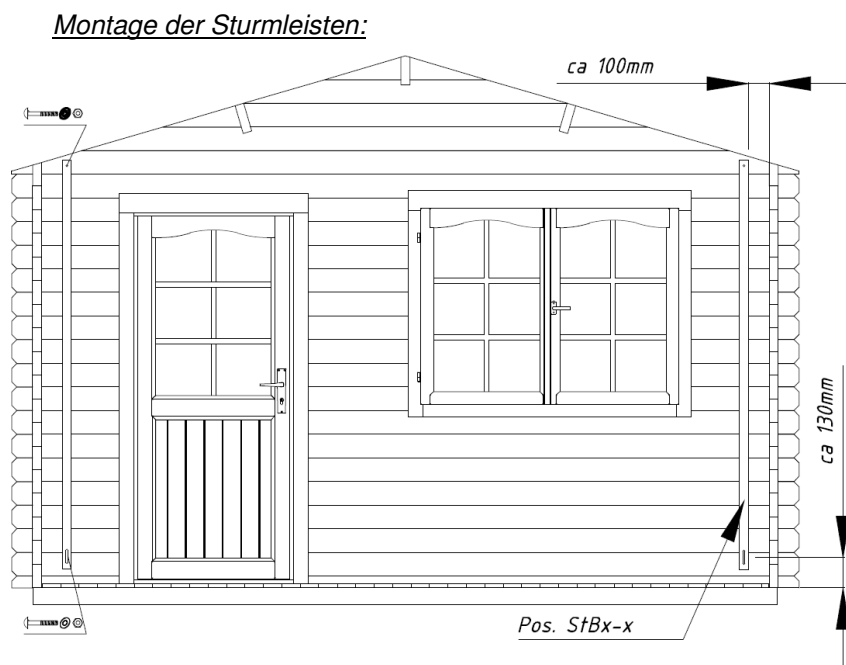 Montage der Sturmleisten:
ca 100mm
ca 130mm
Pos. StBx-x